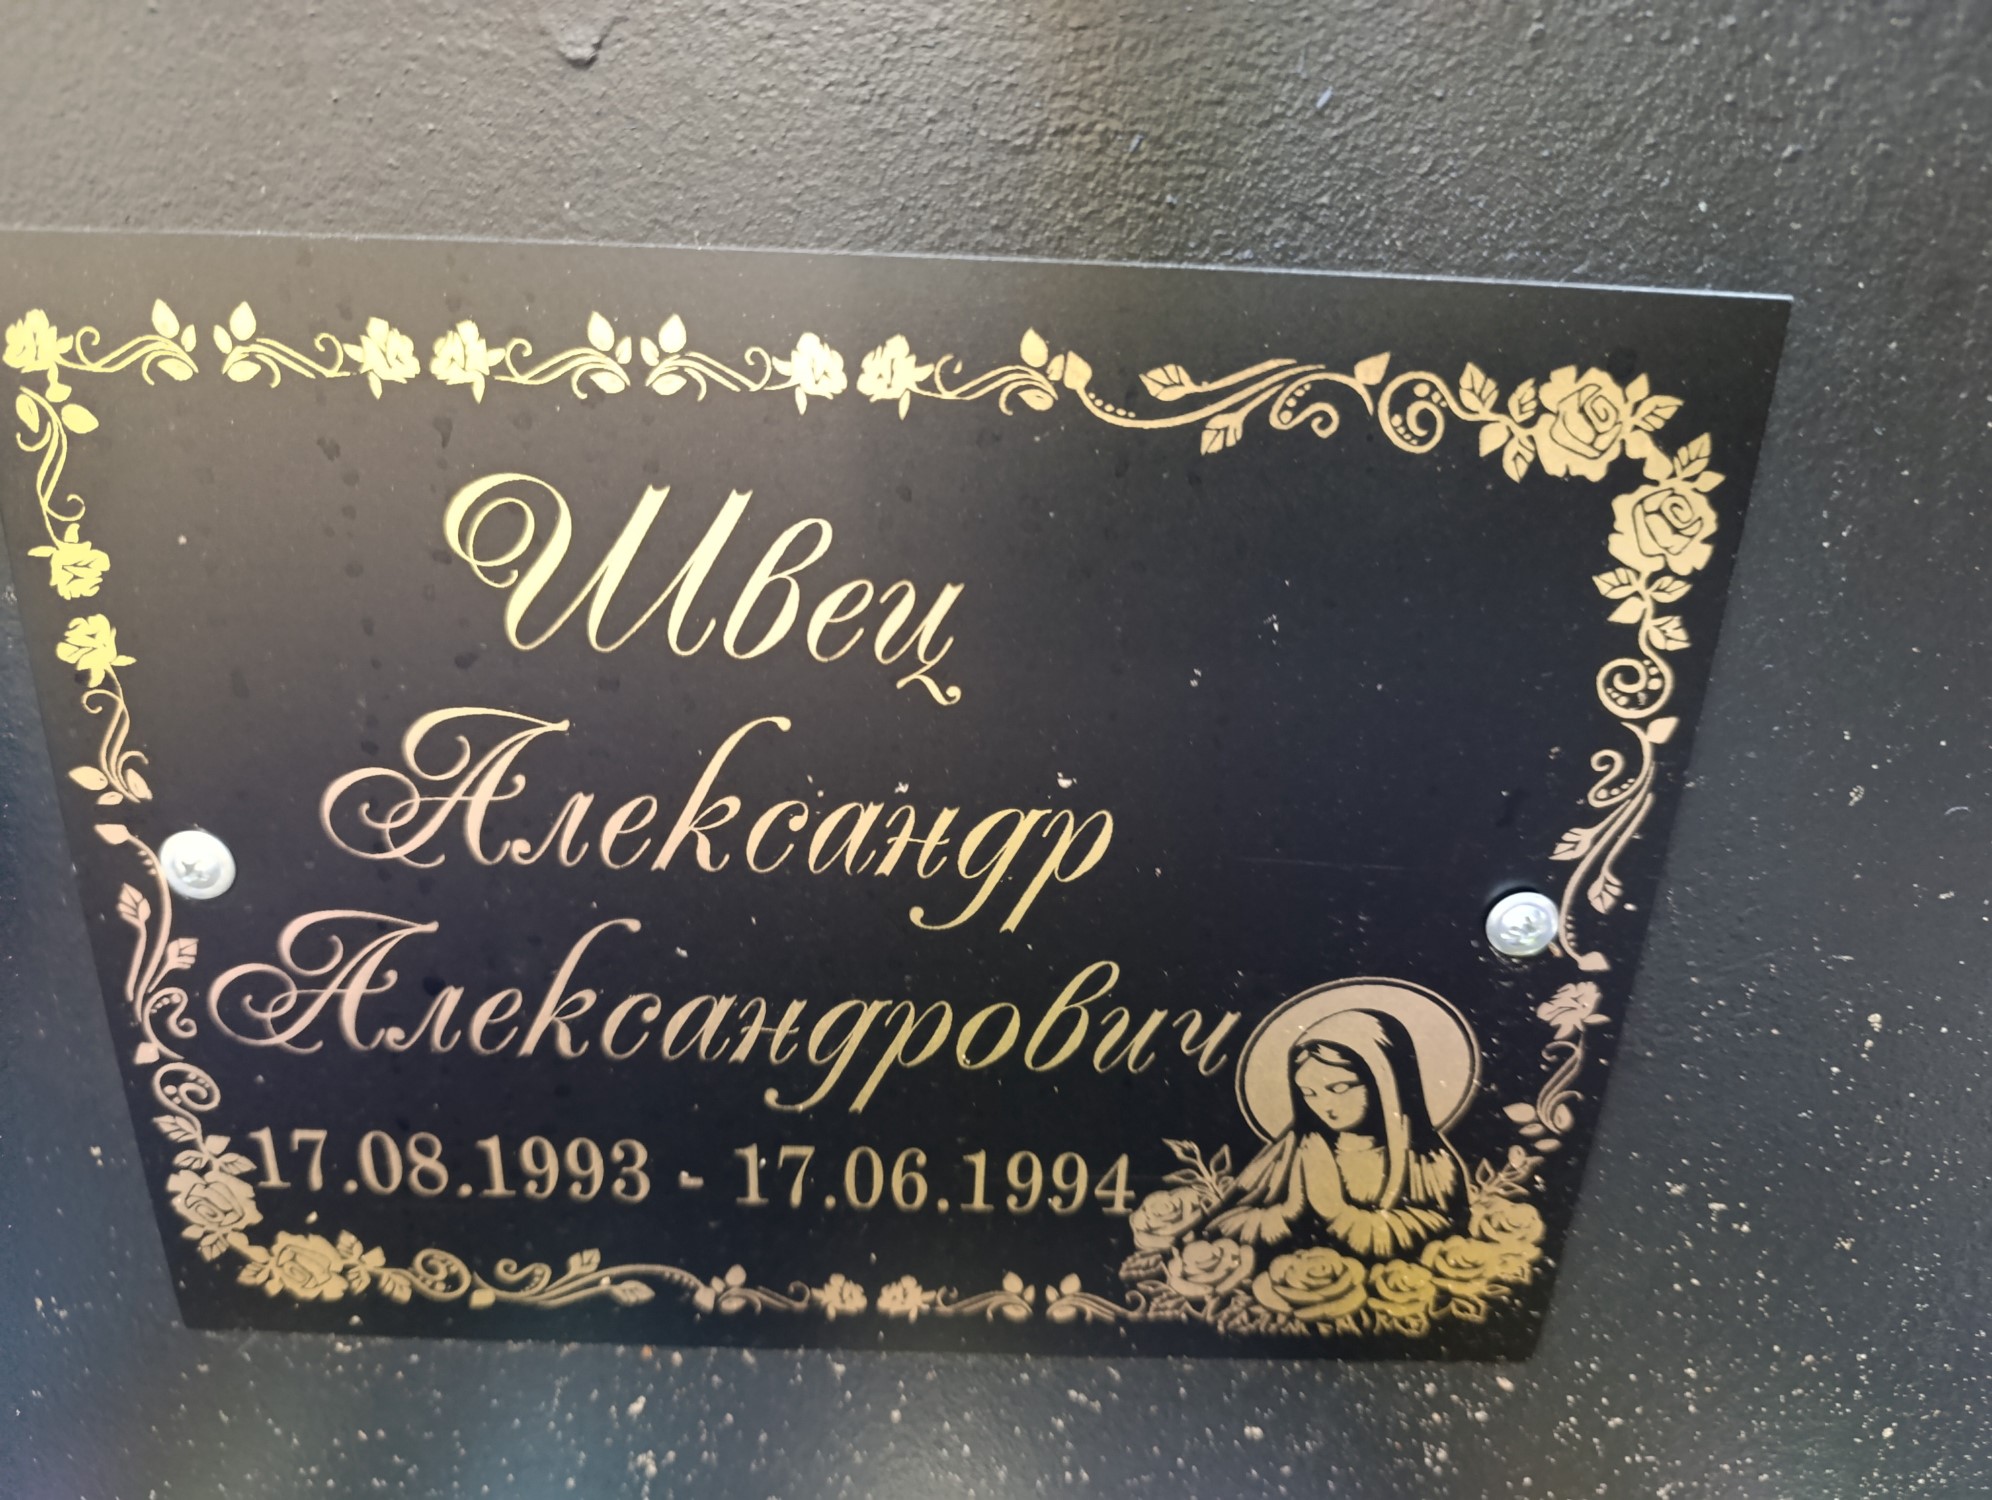 Швец
Александр
Александрович
17.08.1993 - 17.06.1994